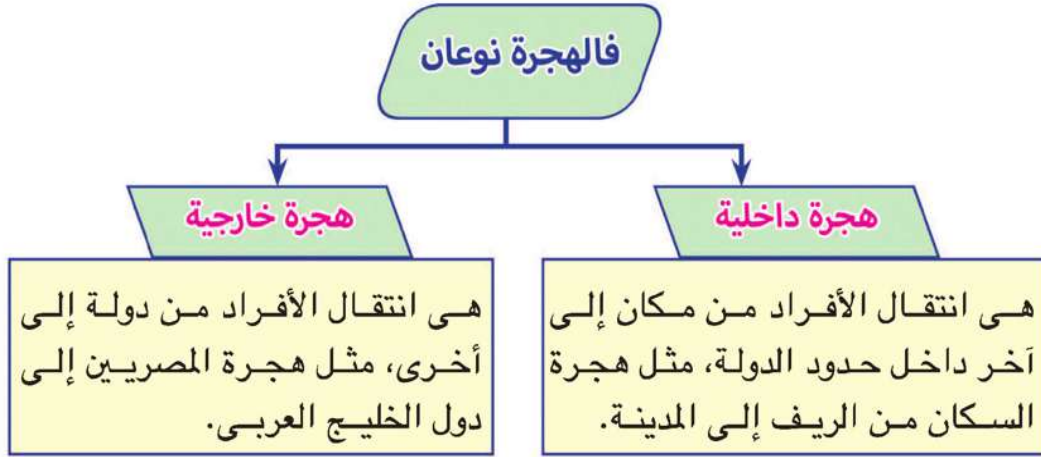 فالهجرة نوعان
هجرة داخلية
هى انتقال الأفراد من مكان إلى
آخر داخل حدود الدولة، مثل هجرة
السكان من الريف إلى المدينة.
هجرة خارجية
هى انتقال الأفراد من دولة إلى
أخرى، مثل هجرة المصريين إلى
دول الخليج العربى.